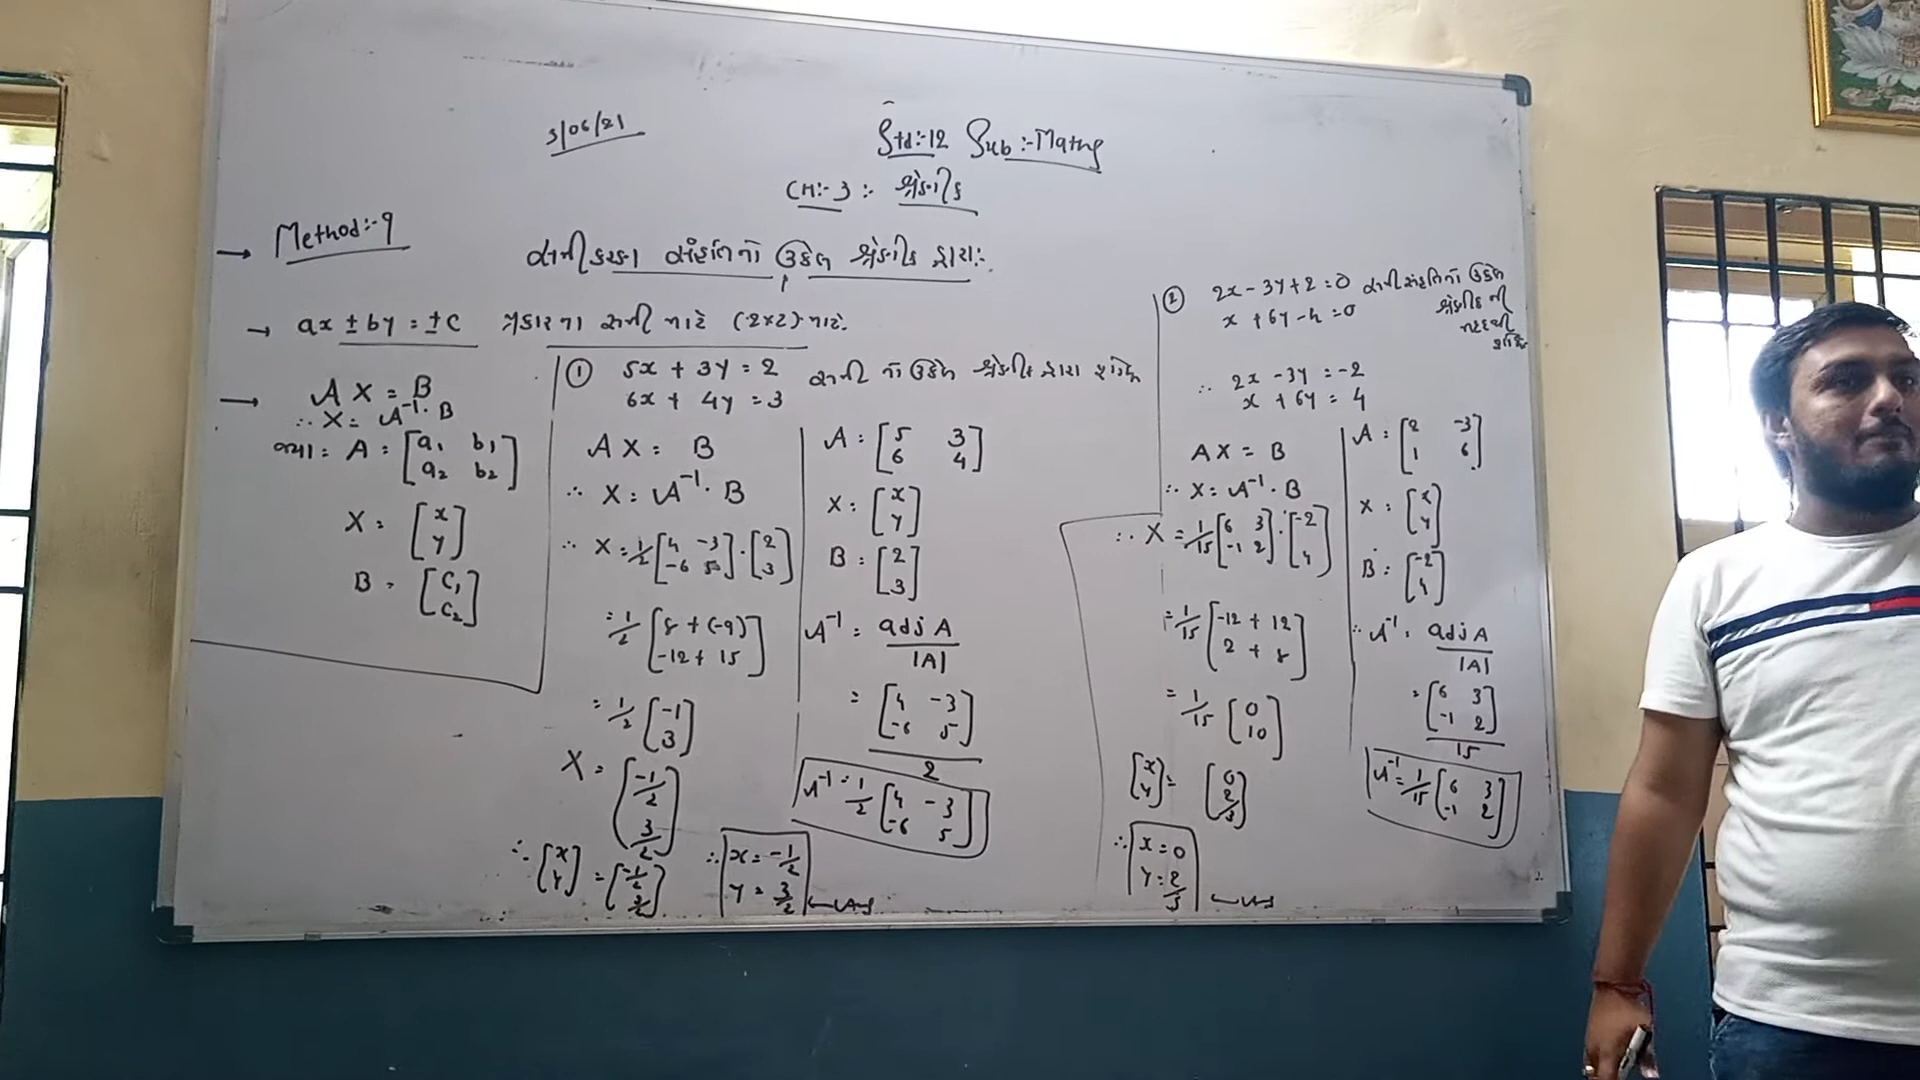 3/06/21
Std:-12 Sub:-Maths
CH:-3:- શ્રેણીક
→ Method:-9
સમીકરણ સંહતિનો ઉકેલ શ્રેણીક દ્વારા:-
→ ax ± by = ± c પ્રકારના સમી માટે (2×2) માટે.
→ AX = B
∴ X = A⁻¹. B
જ્યાં: A = [a₁ b₁
a₂ b₂]
X = [x
y]
B = [c₁
c₂]
① 5x + 3y = 2 સમી નો ઉકેલ શ્રેણીક દ્વારા શોધો
6x + 4y = 3
AX = B
∴ X = A⁻¹. B
∴ X = 1/2 [4 -3
-6 5] . [2
3]
= 1/2 [8 + (-9)
-12 + 15]
= 1/2 [-1
3]
X = [-1/2
3/2]
∴ [x
y] = [-1/2
3/2]
∴ x = -1/2
y = 3/2 ← Ans
A = [5 3
6 4]
X = [x
y]
B = [2
3]
A⁻¹ = adj A
|A|
= [4 -3
-6 5]
2
A⁻¹ = 1/2 [4 -3
-6 5]
② 2x - 3y + 2 = 0 સમી સંહતિનો ઉકેલ
x + 6y - 4 = 0 શ્રેણીક ની
મદદથી
∴ 2x - 3y = -2
x + 6y = 4
AX = B
∴ X = A⁻¹. B
∴ X = 1/15 [6 3
-1 2] . [-2
4]
= 1/15 [-12 + 12
2 + 8]
= 1/15 [0
10]
[x
y] = [0
2/3]
∴ x = 0
y = 2/3 ← Ans
A = [2 -3
1 6]
X = [x
y]
B = [-2
4]
∴ A⁻¹ = adj A
|A|
= [6 3
-1 2]
15
A⁻¹ = 1/15 [6 3
-1 2]